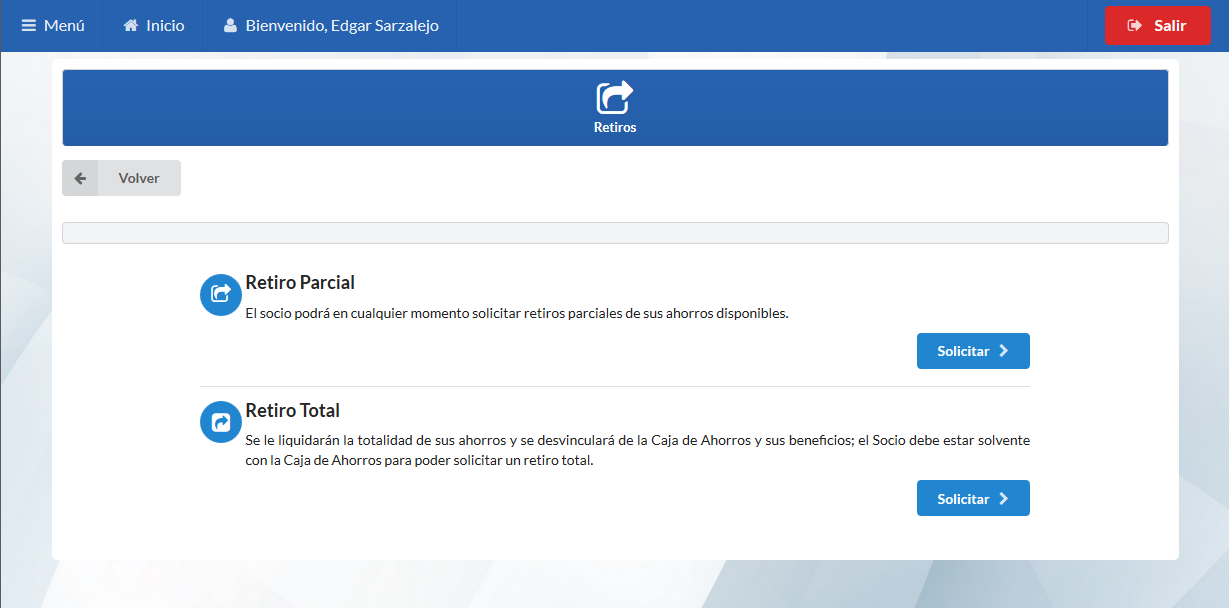 Menú
Inicio
Bienvenido, Edgar Sarzalejo
Salir
Retiros
Volver
Retiro Parcial
El socio podrá en cualquier momento solicitar retiros parciales de sus ahorros disponibles.
Solicitar
Retiro Total
Se le liquidarán la totalidad de sus ahorros y se desvinculará de la Caja de Ahorros y sus beneficios; el Socio debe estar solvente
con la Caja de Ahorros para poder solicitar un retiro total.
Solicitar